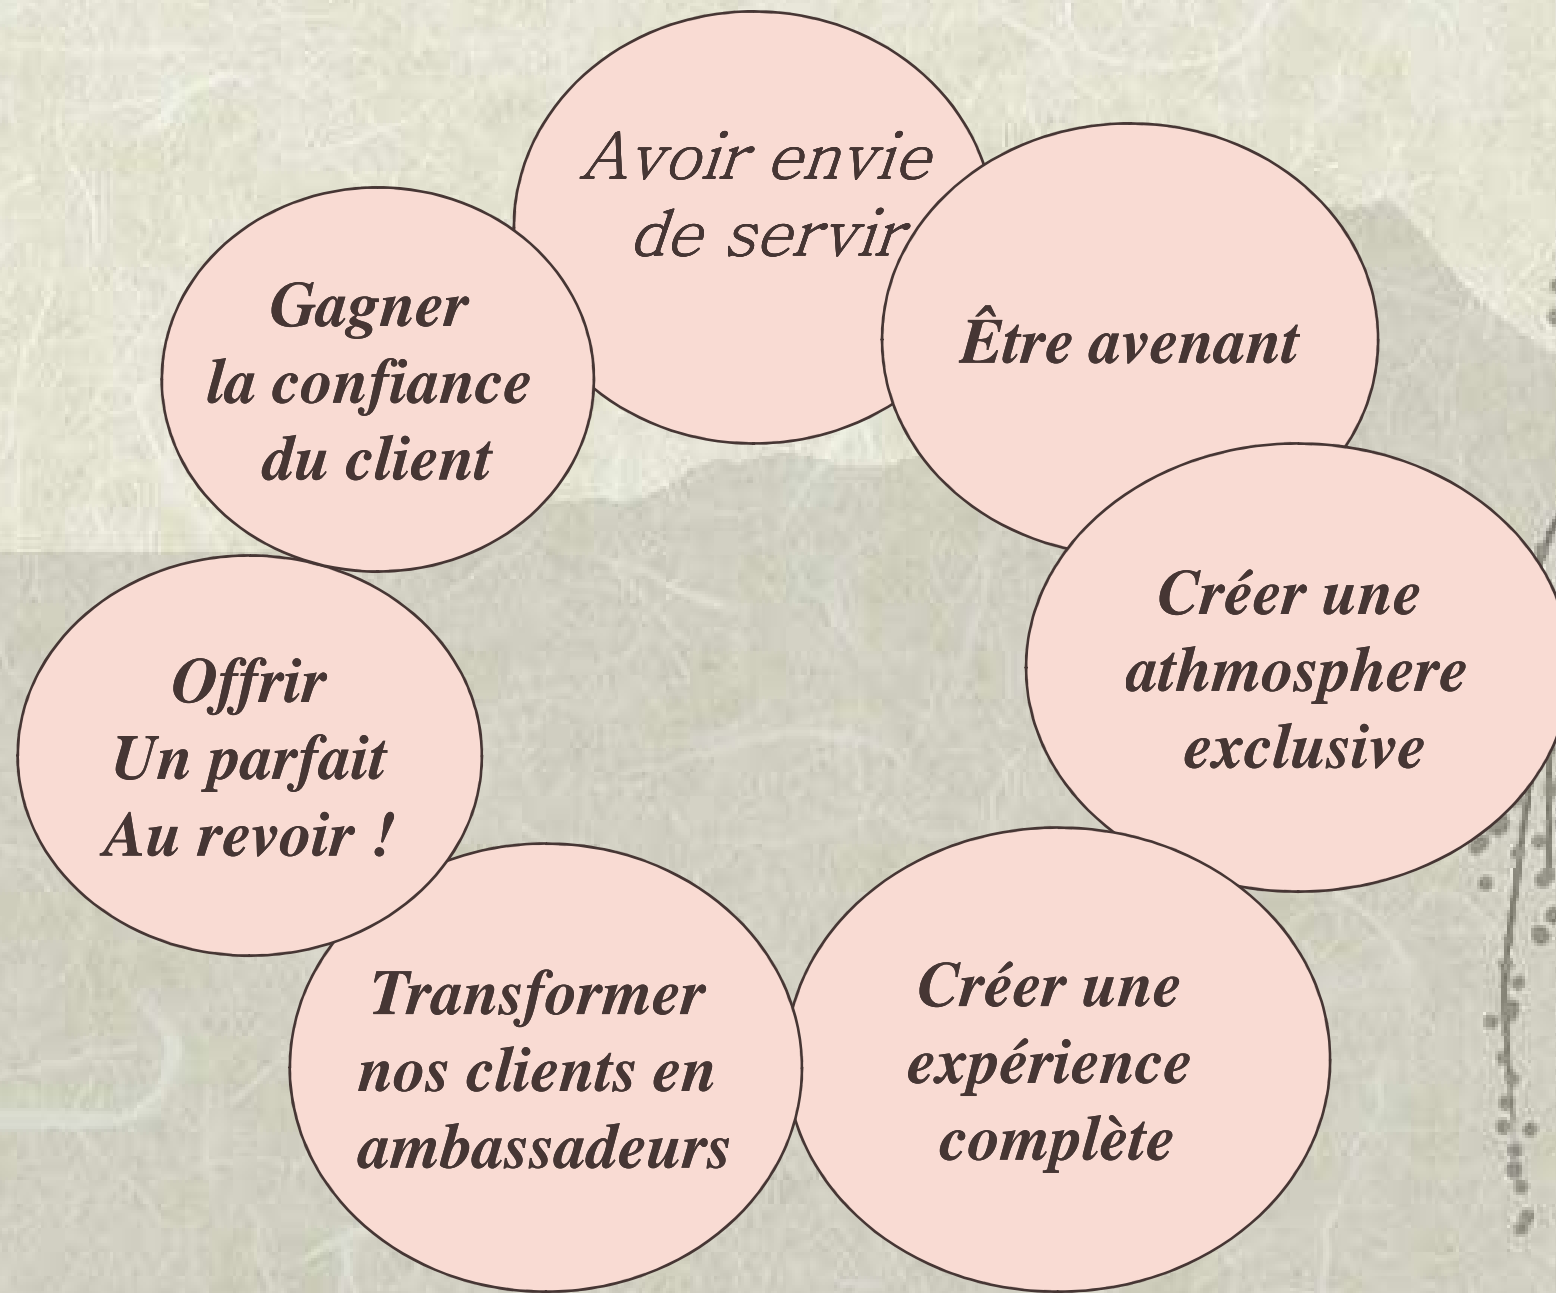 Avoir envie
de servir
Être avenant
Créer une
athmosphere
exclusive
Créer une
expérience
complète
Transformer
nos clients en
ambassadeurs
Offrir
Un parfait
Au revoir !
Gagner
la confiance
du client